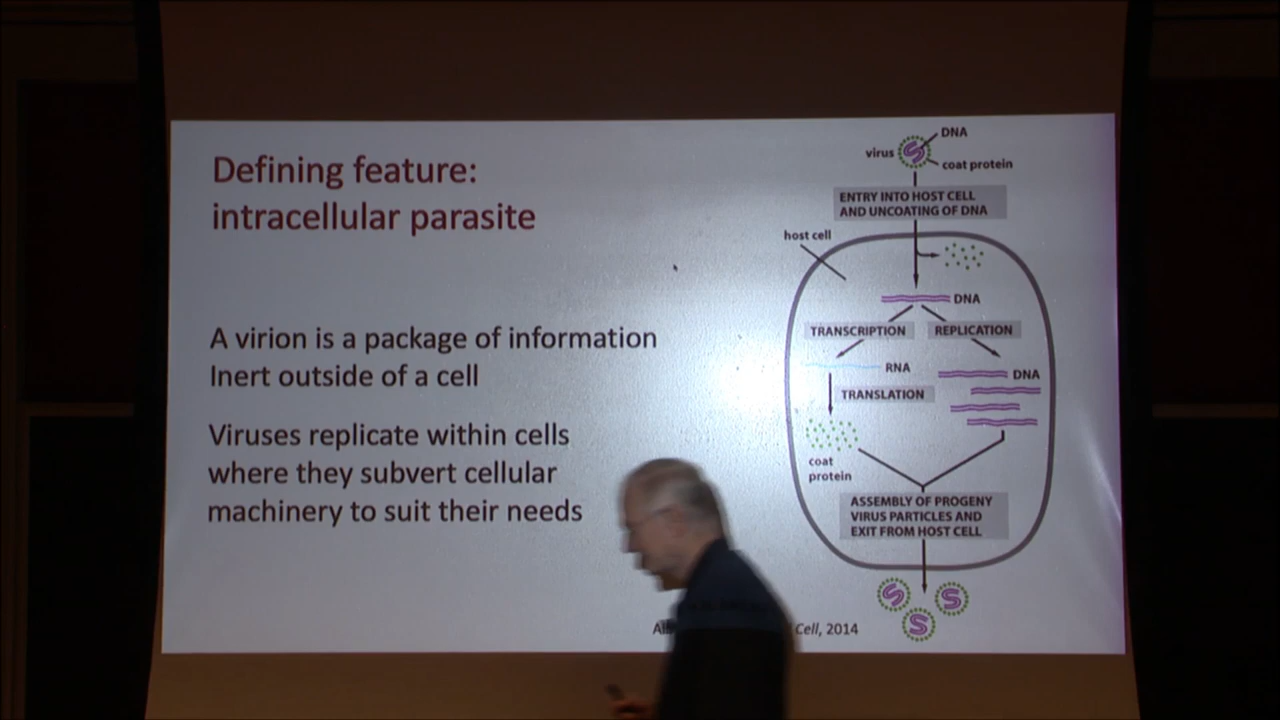 Defining feature:
intracellular parasite
A virion is a package of information
Inert outside of a cell
Viruses replicate within cells
where they subvert cellular
machinery to suit their needs
DNA
virus
coat protein
ENTRY INTO HOST CELL
AND UNCOATING OF DNA
host cell
DNA
TRANSCRIPTION
REPLICATION
RNA
DNA
TRANSLATION
coat
protein
ASSEMBLY OF PROGENY
VIRUS PARTICLES AND
EXIT FROM HOST CELL
Cell, 2014